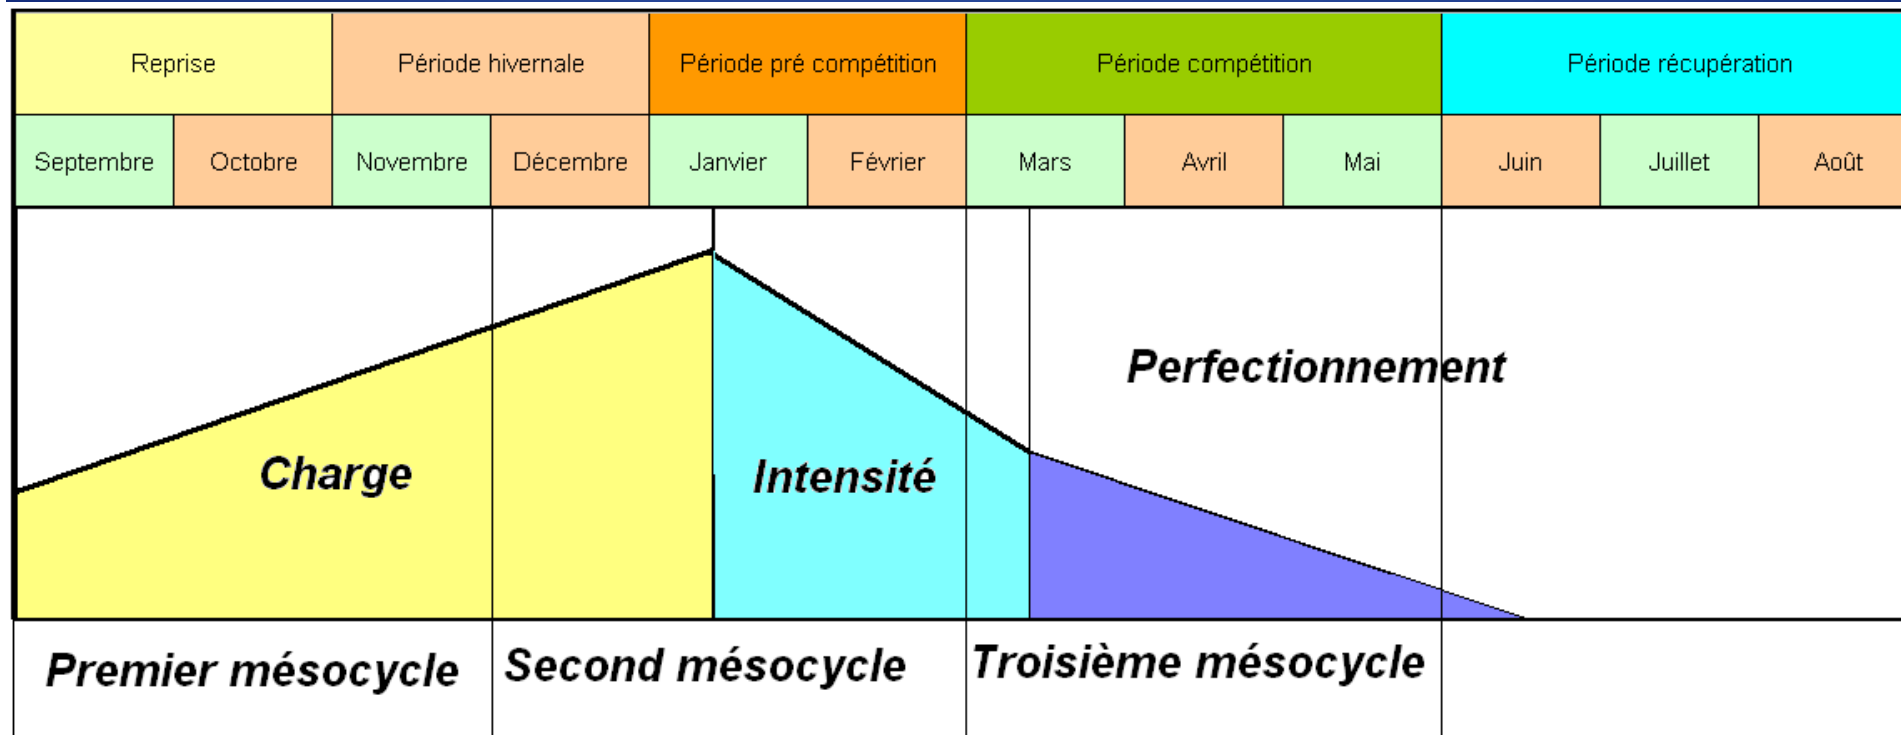 Reprise Période hivernale Période pré compétition Période compétition Période récupération
Septembre Octobre Novembre Décembre Janvier Février Mars Avril Mai Juin Juillet Août
Perfectionnement
Charge Intensité
Premier mésocycle Second mésocycle Troisième mésocycle